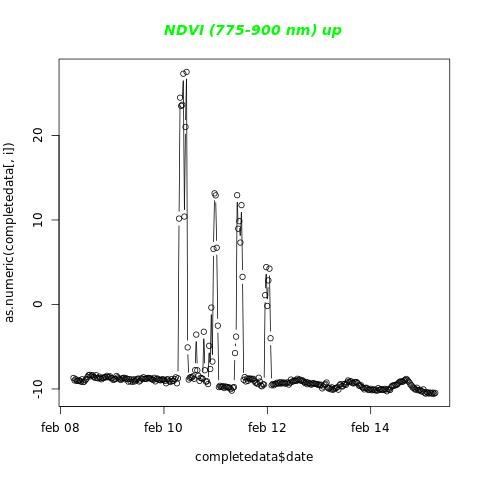 NDVI (775-900 nm) up
as.numeric(completedata[, i])
20
10
0
-10
feb 08
feb 10
feb 12
feb 14
completedata$date